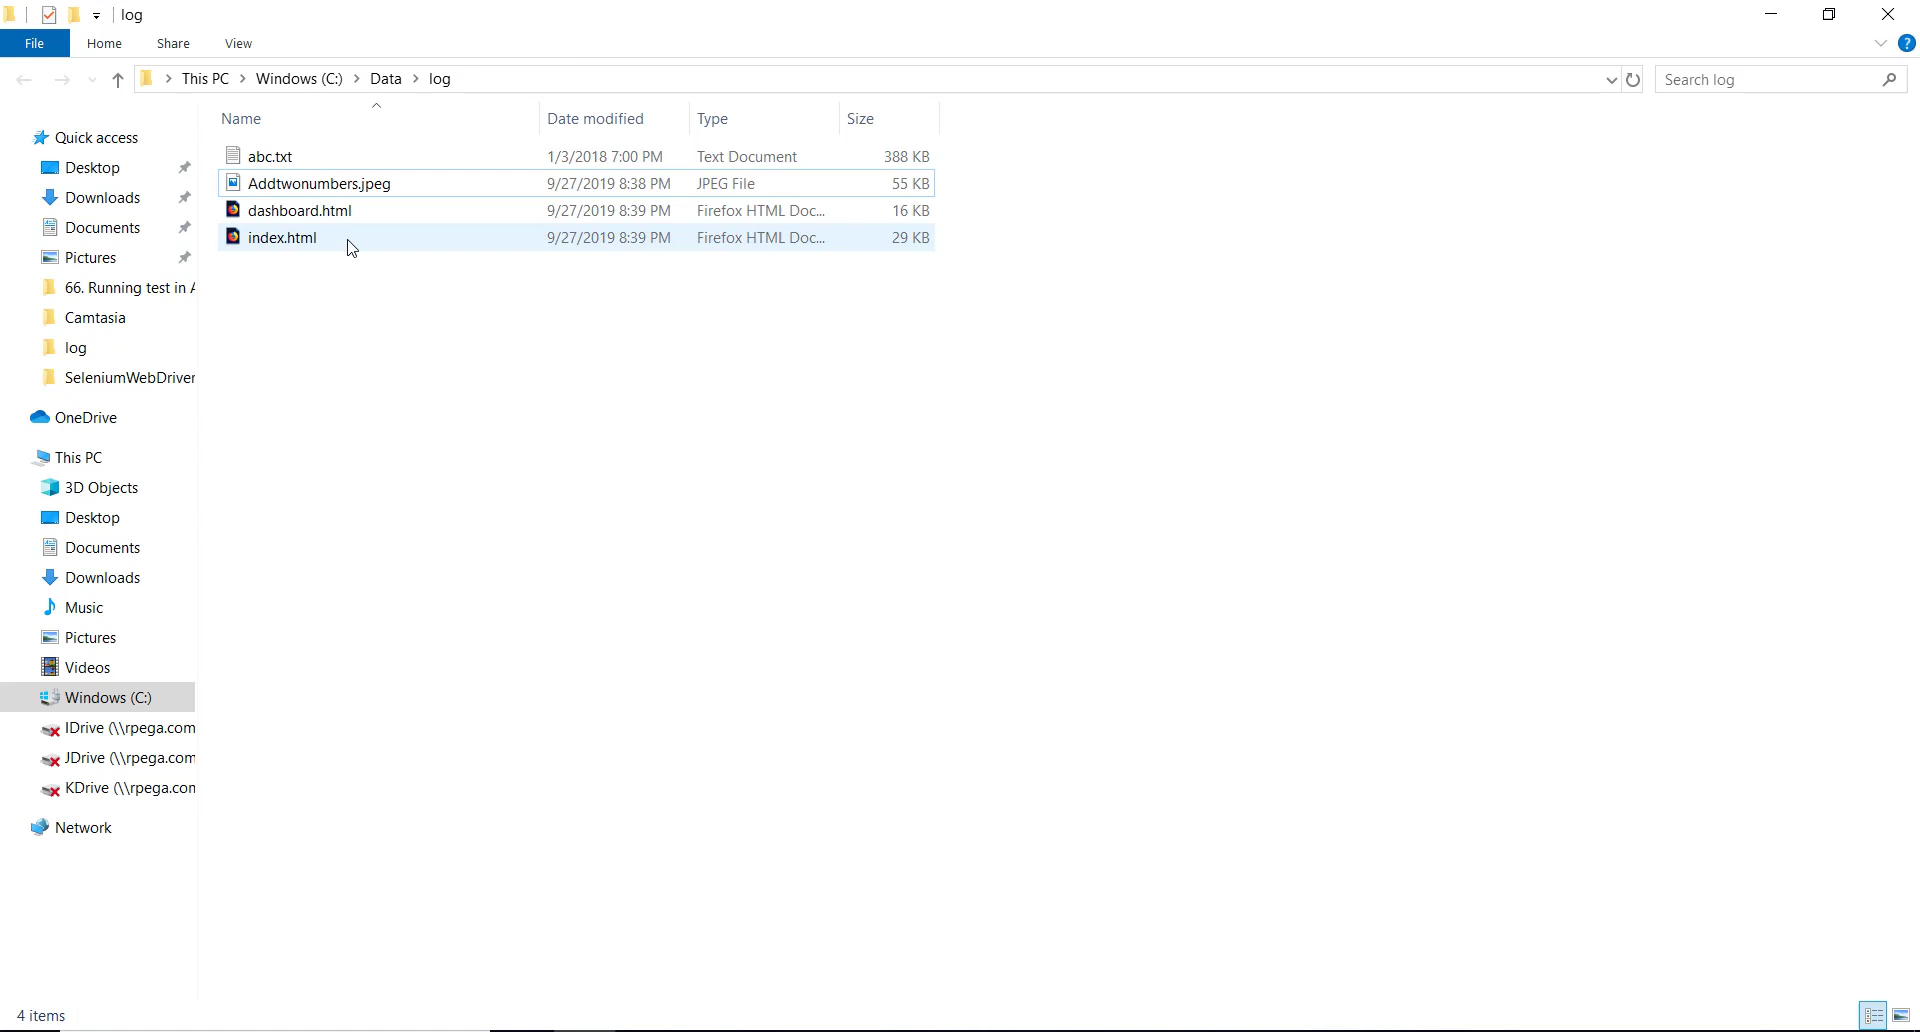 log
File Home Share View
This PC Windows (C:) Data log
Search log
Name Date modified Type Size
abc.txt 1/3/2018 7:00 PM Text Document 388 KB
Addtwonumbers.jpeg 9/27/2019 8:38 PM JPEG File 55 KB
dashboard.html 9/27/2019 8:39 PM Firefox HTML Doc... 16 KB
index.html 9/27/2019 8:39 PM Firefox HTML Doc... 29 KB
Quick access
Desktop
Downloads
Documents
Pictures
66. Running test in A
Camtasia
log
SeleniumWebDriver
OneDrive
This PC
3D Objects
Desktop
Documents
Downloads
Music
Pictures
Videos
Windows (C:)
IDrive (\\rpega.com
JDrive (\\rpega.com
KDrive (\\rpega.com
Network
4 items